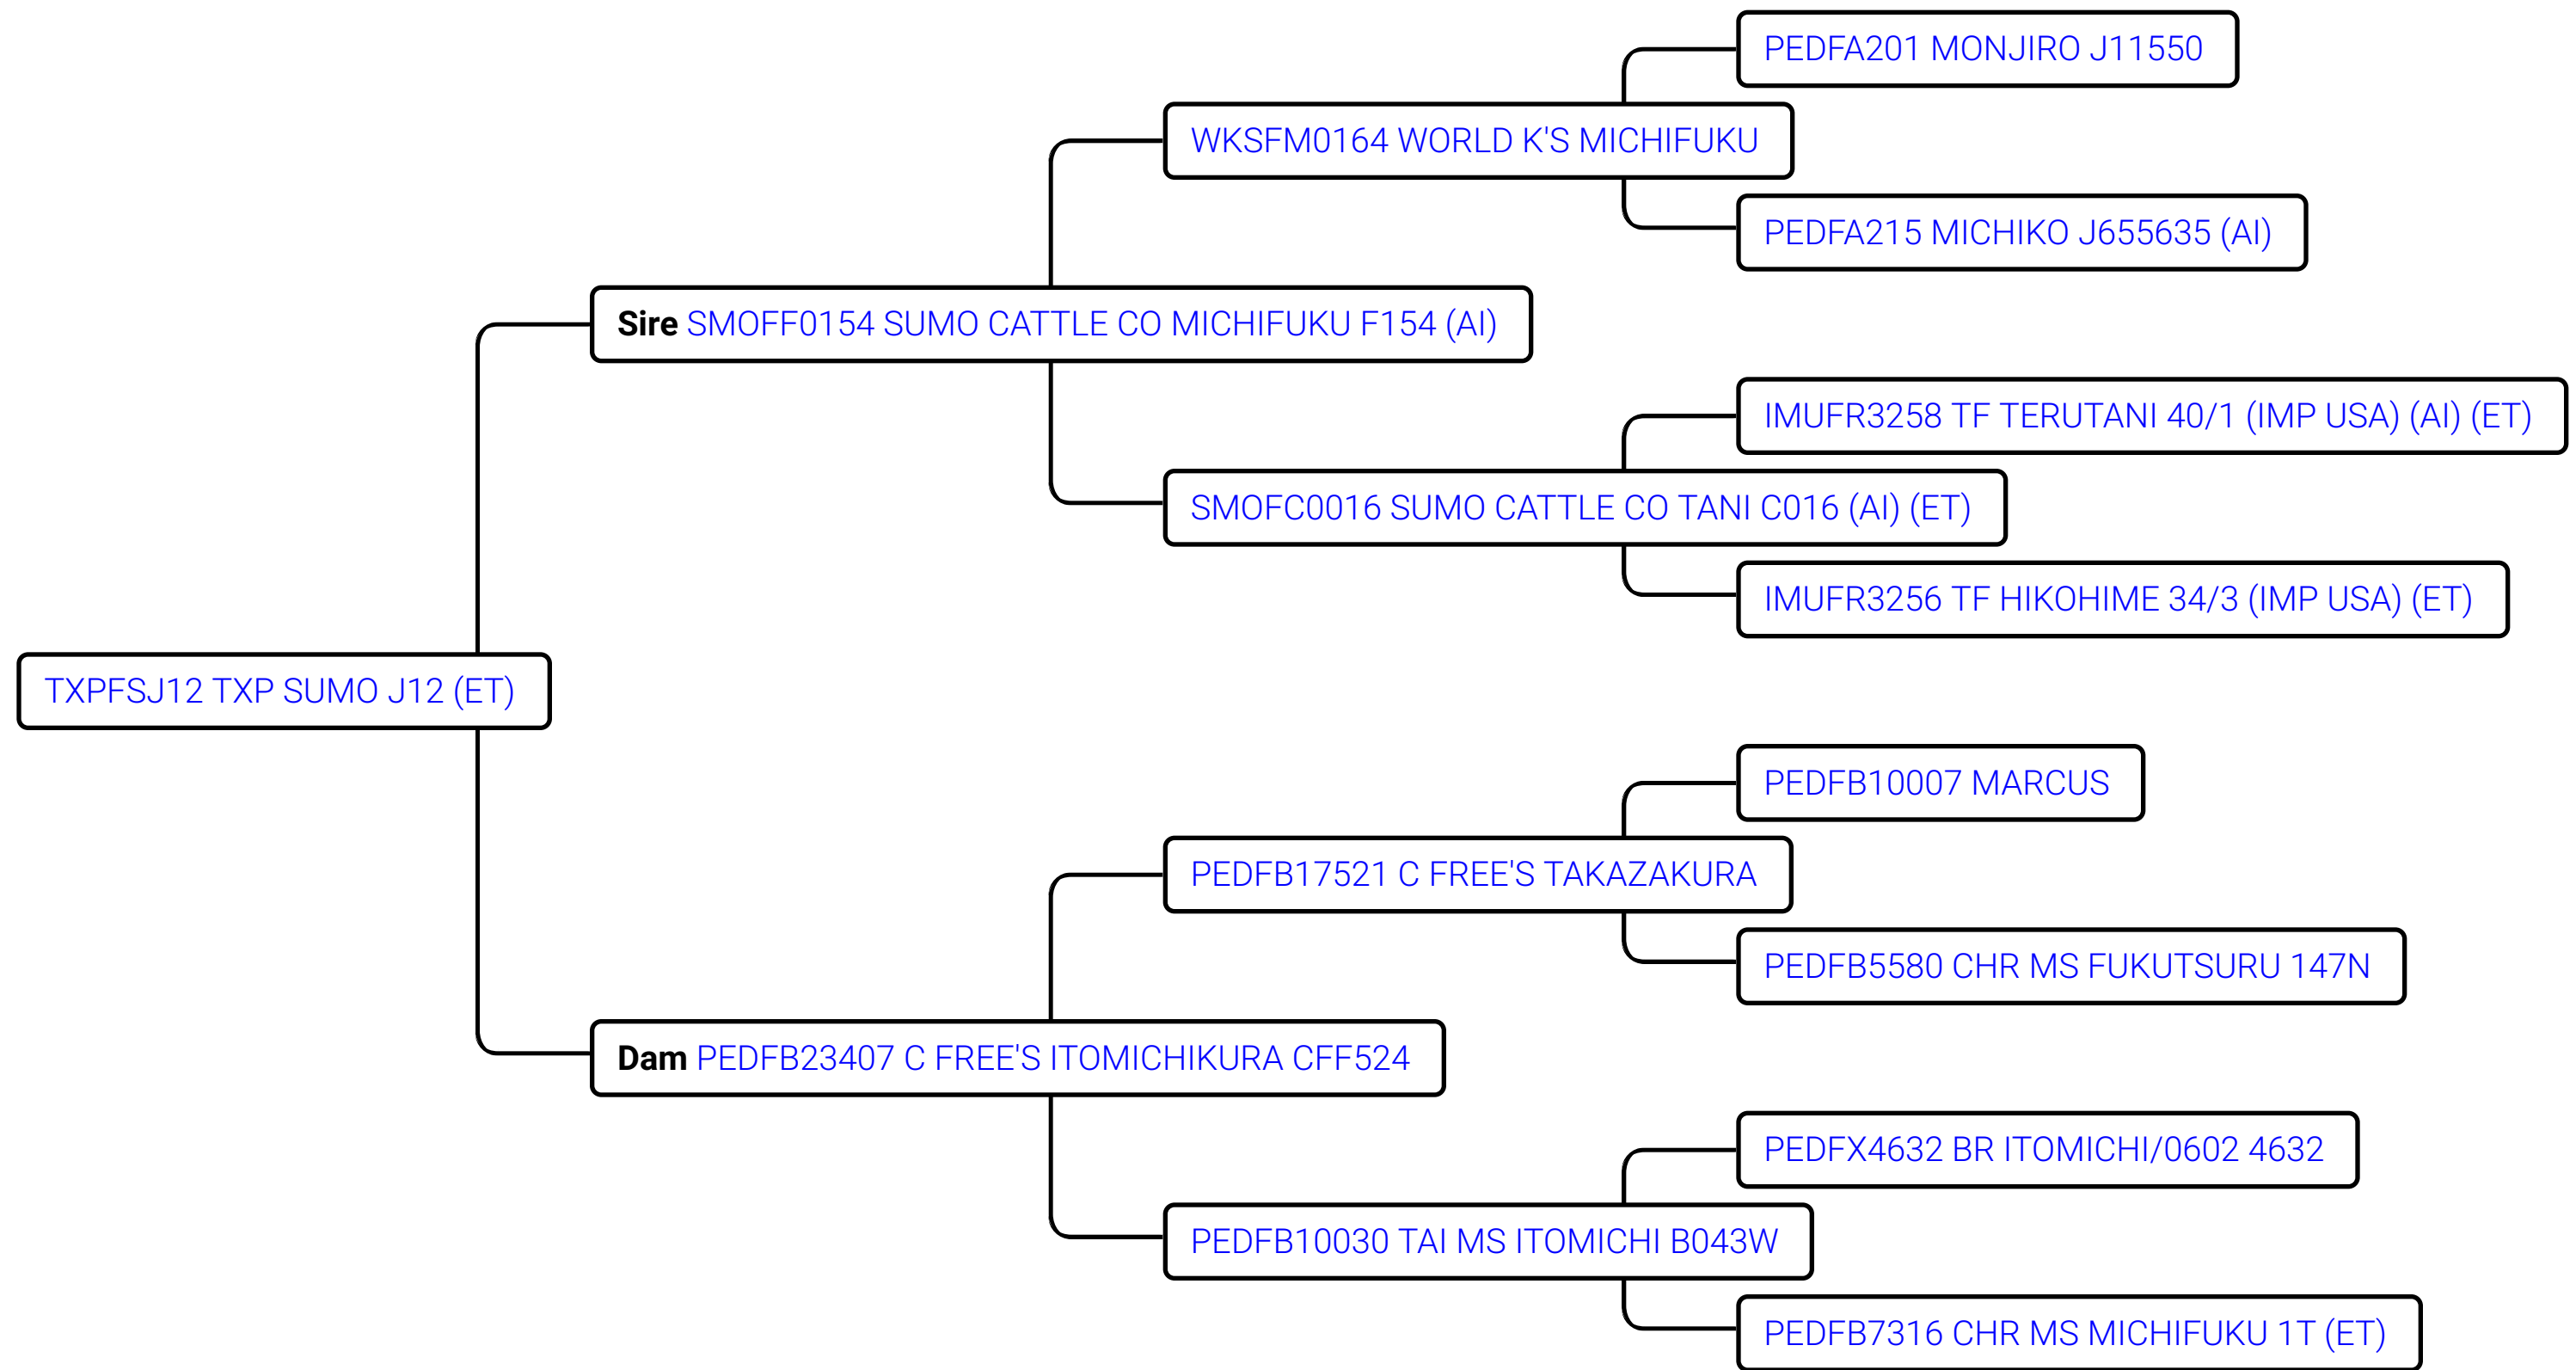 PEDFA201 MONJIRO J11550
WKSFM0164 WORLD K'S MICHIFUKU
PEDFA215 MICHIKO J655635 (AI)
Sire SMOFF0154 SUMO CATTLE CO MICHIFUKU F154 (AI)
IMUFR3258 TF TERUTANI 40/1 (IMP USA) (AI) (ET)
SMOFC0016 SUMO CATTLE CO TANI C016 (AI) (ET)
IMUFR3256 TF HIKOHIME 34/3 (IMP USA) (ET)
TXPFSJ12 TXP SUMO J12 (ET)
PEDFB10007 MARCUS
PEDFB17521 C FREE'S TAKAZAKURA
PEDFB5580 CHR MS FUKUTSURU 147N
Dam PEDFB23407 C FREE'S ITOMICHIKURA CFF524
PEDFX4632 BR ITOMICHI/0602 4632
PEDFB10030 TAI MS ITOMICHI B043W
PEDFB7316 CHR MS MICHIFUKU 1T (ET)